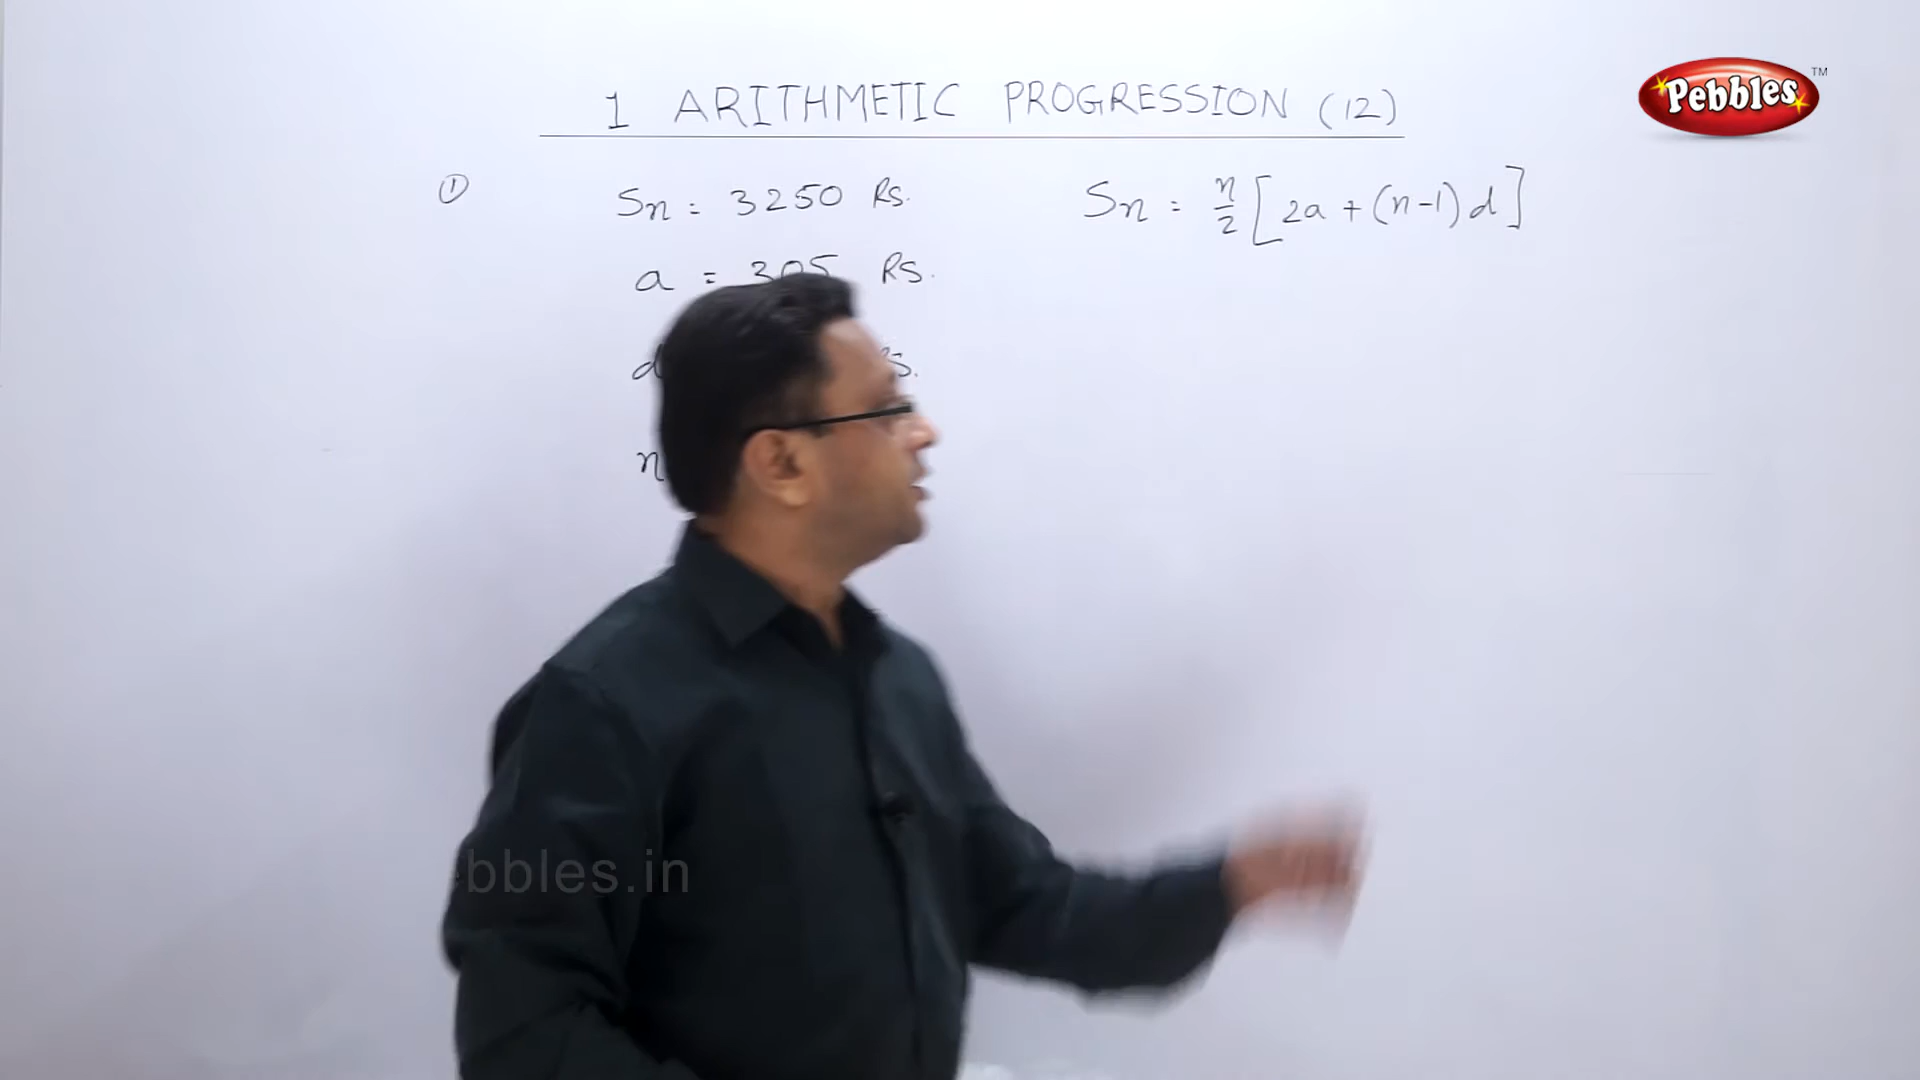 1 ARITHMETIC PROGRESSION (12)
Pebbles TM
① Sn = 3250 Rs. Sn = n/2 [2a + (n-1)d]
a = 305 Rs.
d s.
n
bbles.in